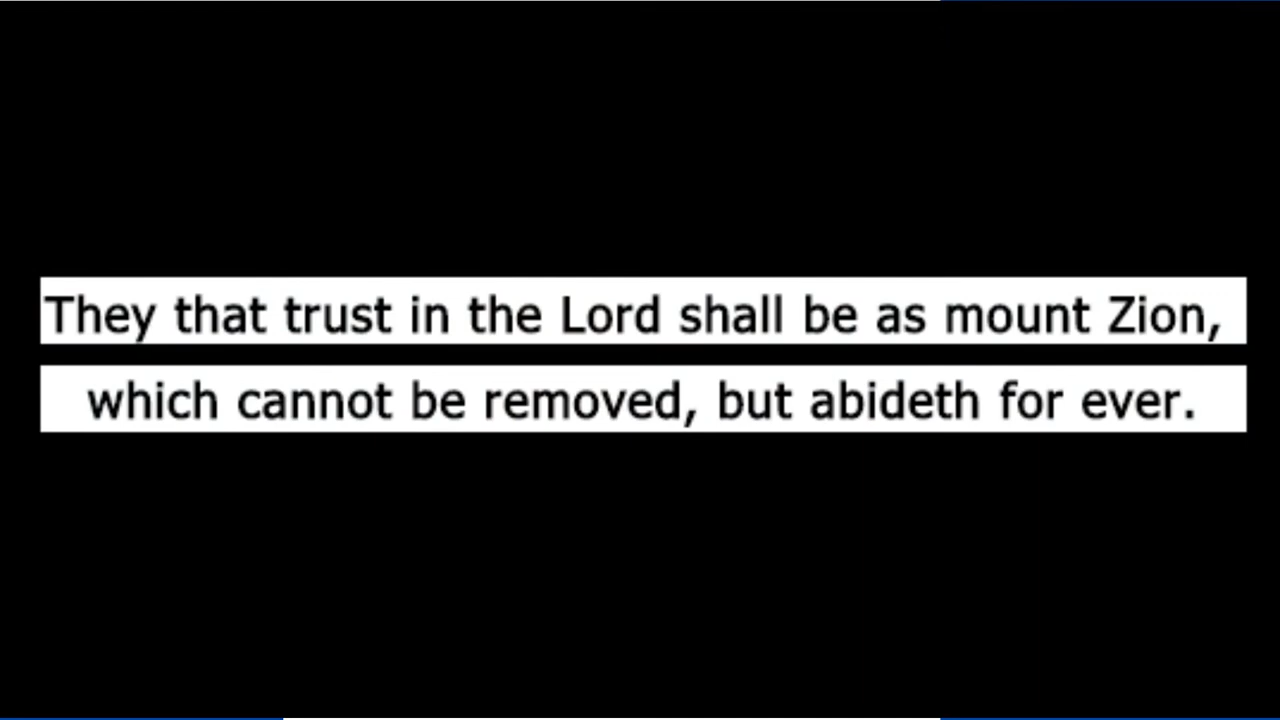 They that trust in the Lord shall be as mount Zion,
which cannot be removed, but abideth for ever.